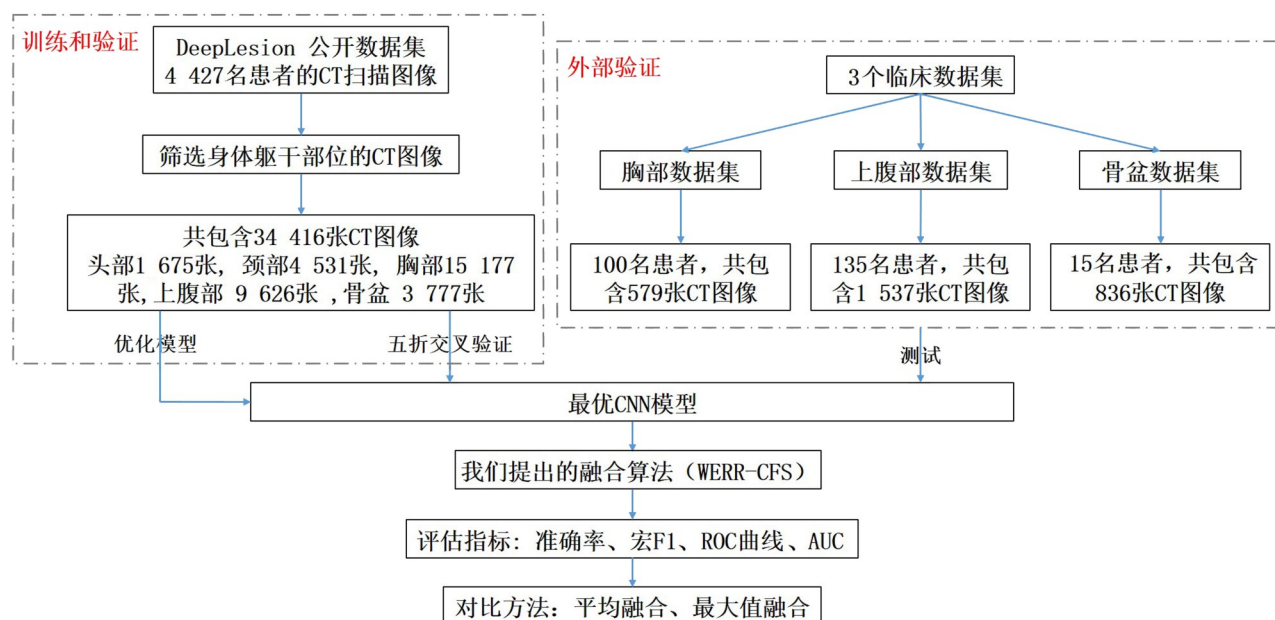 训练和验证
DeepLesion 公开数据集
4 427名患者的CT扫描图像
筛选身体躯干部位的CT图像
共包含34 416张CT图像
头部1 675张, 颈部4 531张, 胸部15 177
张,上腹部 9 626张 ,骨盆 3 777张
优化模型
五折交叉验证
外部验证
3个临床数据集
胸部数据集
上腹部数据集
骨盆数据集
100名患者，共包
含579张CT图像
135名患者，共包
含1 537张CT图像
15名患者，共包含
836张CT图像
测试
最优CNN模型
我们提出的融合算法（WERR-CFS）
评估指标: 准确率、宏F1、ROC曲线、AUC
对比方法: 平均融合、最大值融合